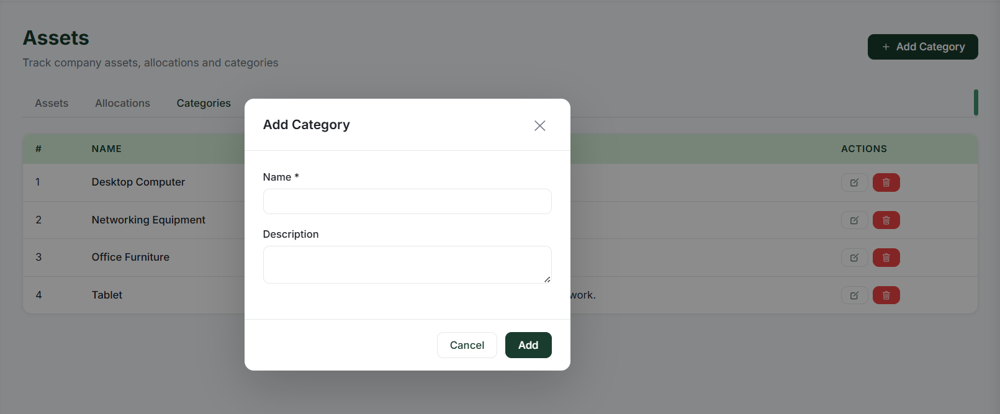 Assets
+ Add Category
Track company assets, allocations and categories
Assets Allocations Categories
Add Category
# NAME ACTIONS
Name *
1 Desktop Computer
2 Networking Equipment
Description
3 Office Furniture
4 Tablet work.
Cancel Add